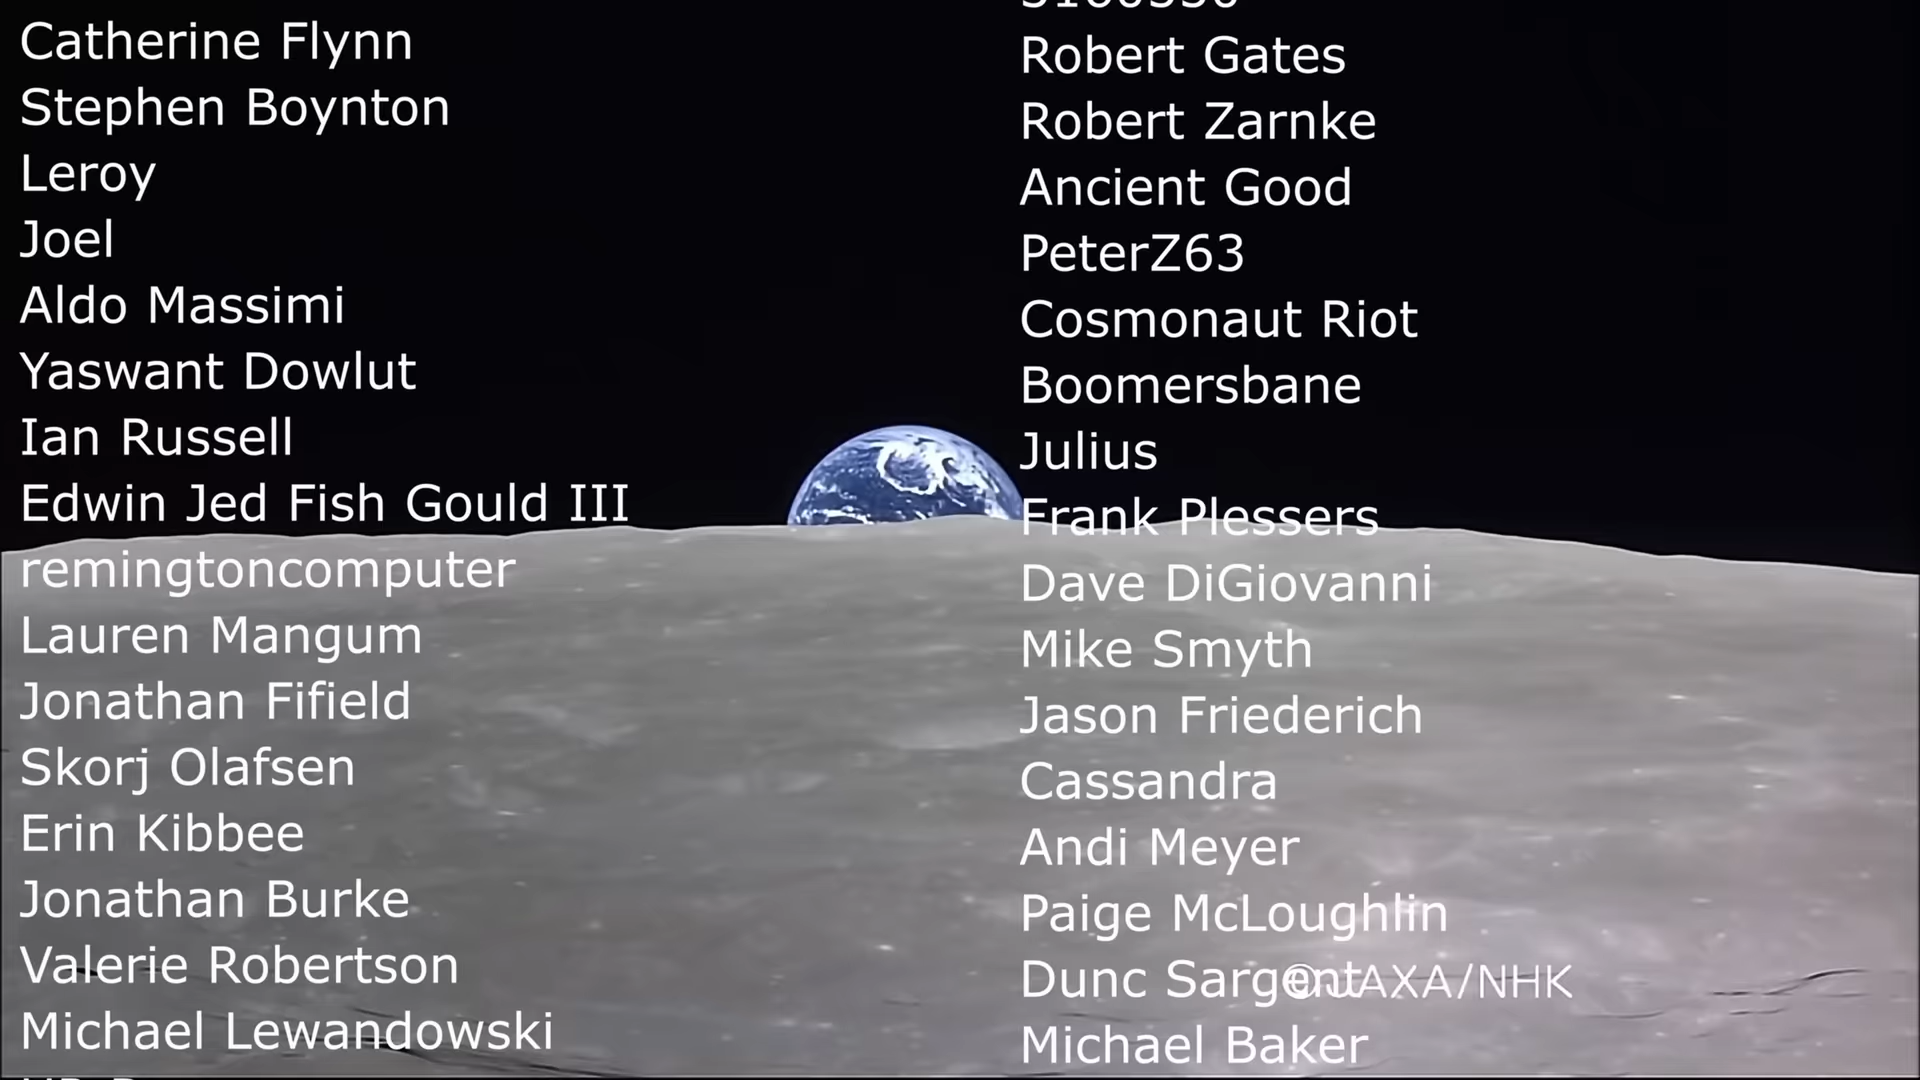 Catherine Flynn
Stephen Boynton
Leroy
Joel
Aldo Massimi
Yaswant Dowlut
Ian Russell
Edwin Jed Fish Gould III
remingtoncomputer
Lauren Mangum
Jonathan Fifield
Skorj Olafsen
Erin Kibbee
Jonathan Burke
Valerie Robertson
Michael Lewandowski
Robert Gates
Robert Zarnke
Ancient Good
PeterZ63
Cosmonaut Riot
Boomersbane
Julius
Frank Plessers
Dave DiGiovanni
Mike Smyth
Jason Friederich
Cassandra
Andi Meyer
Paige McLoughlin
Dunc Sargent
©JAXA/NHK
Michael Baker